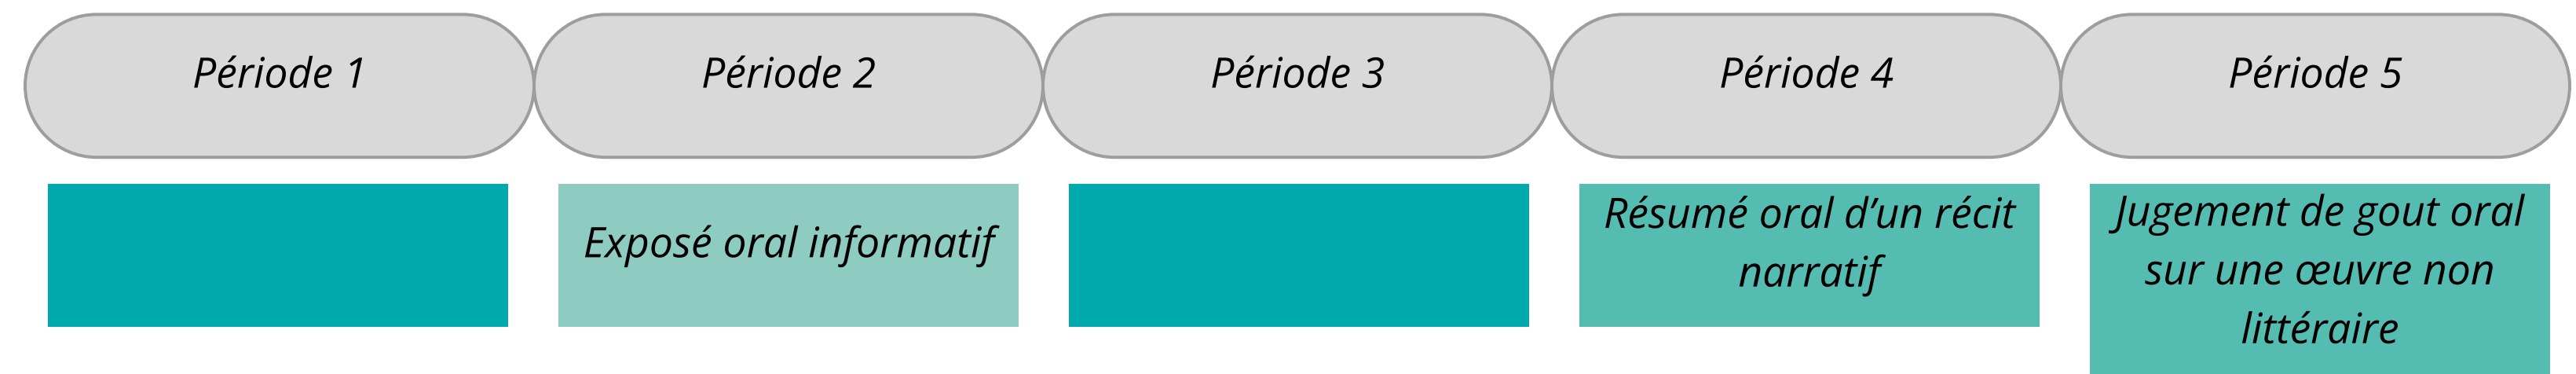 Période 1
Période 2
Période 3
Période 4
Période 5
Exposé oral informatif
Résumé oral d’un récit
narratif
Jugement de gout oral
sur une œuvre non
littéraire